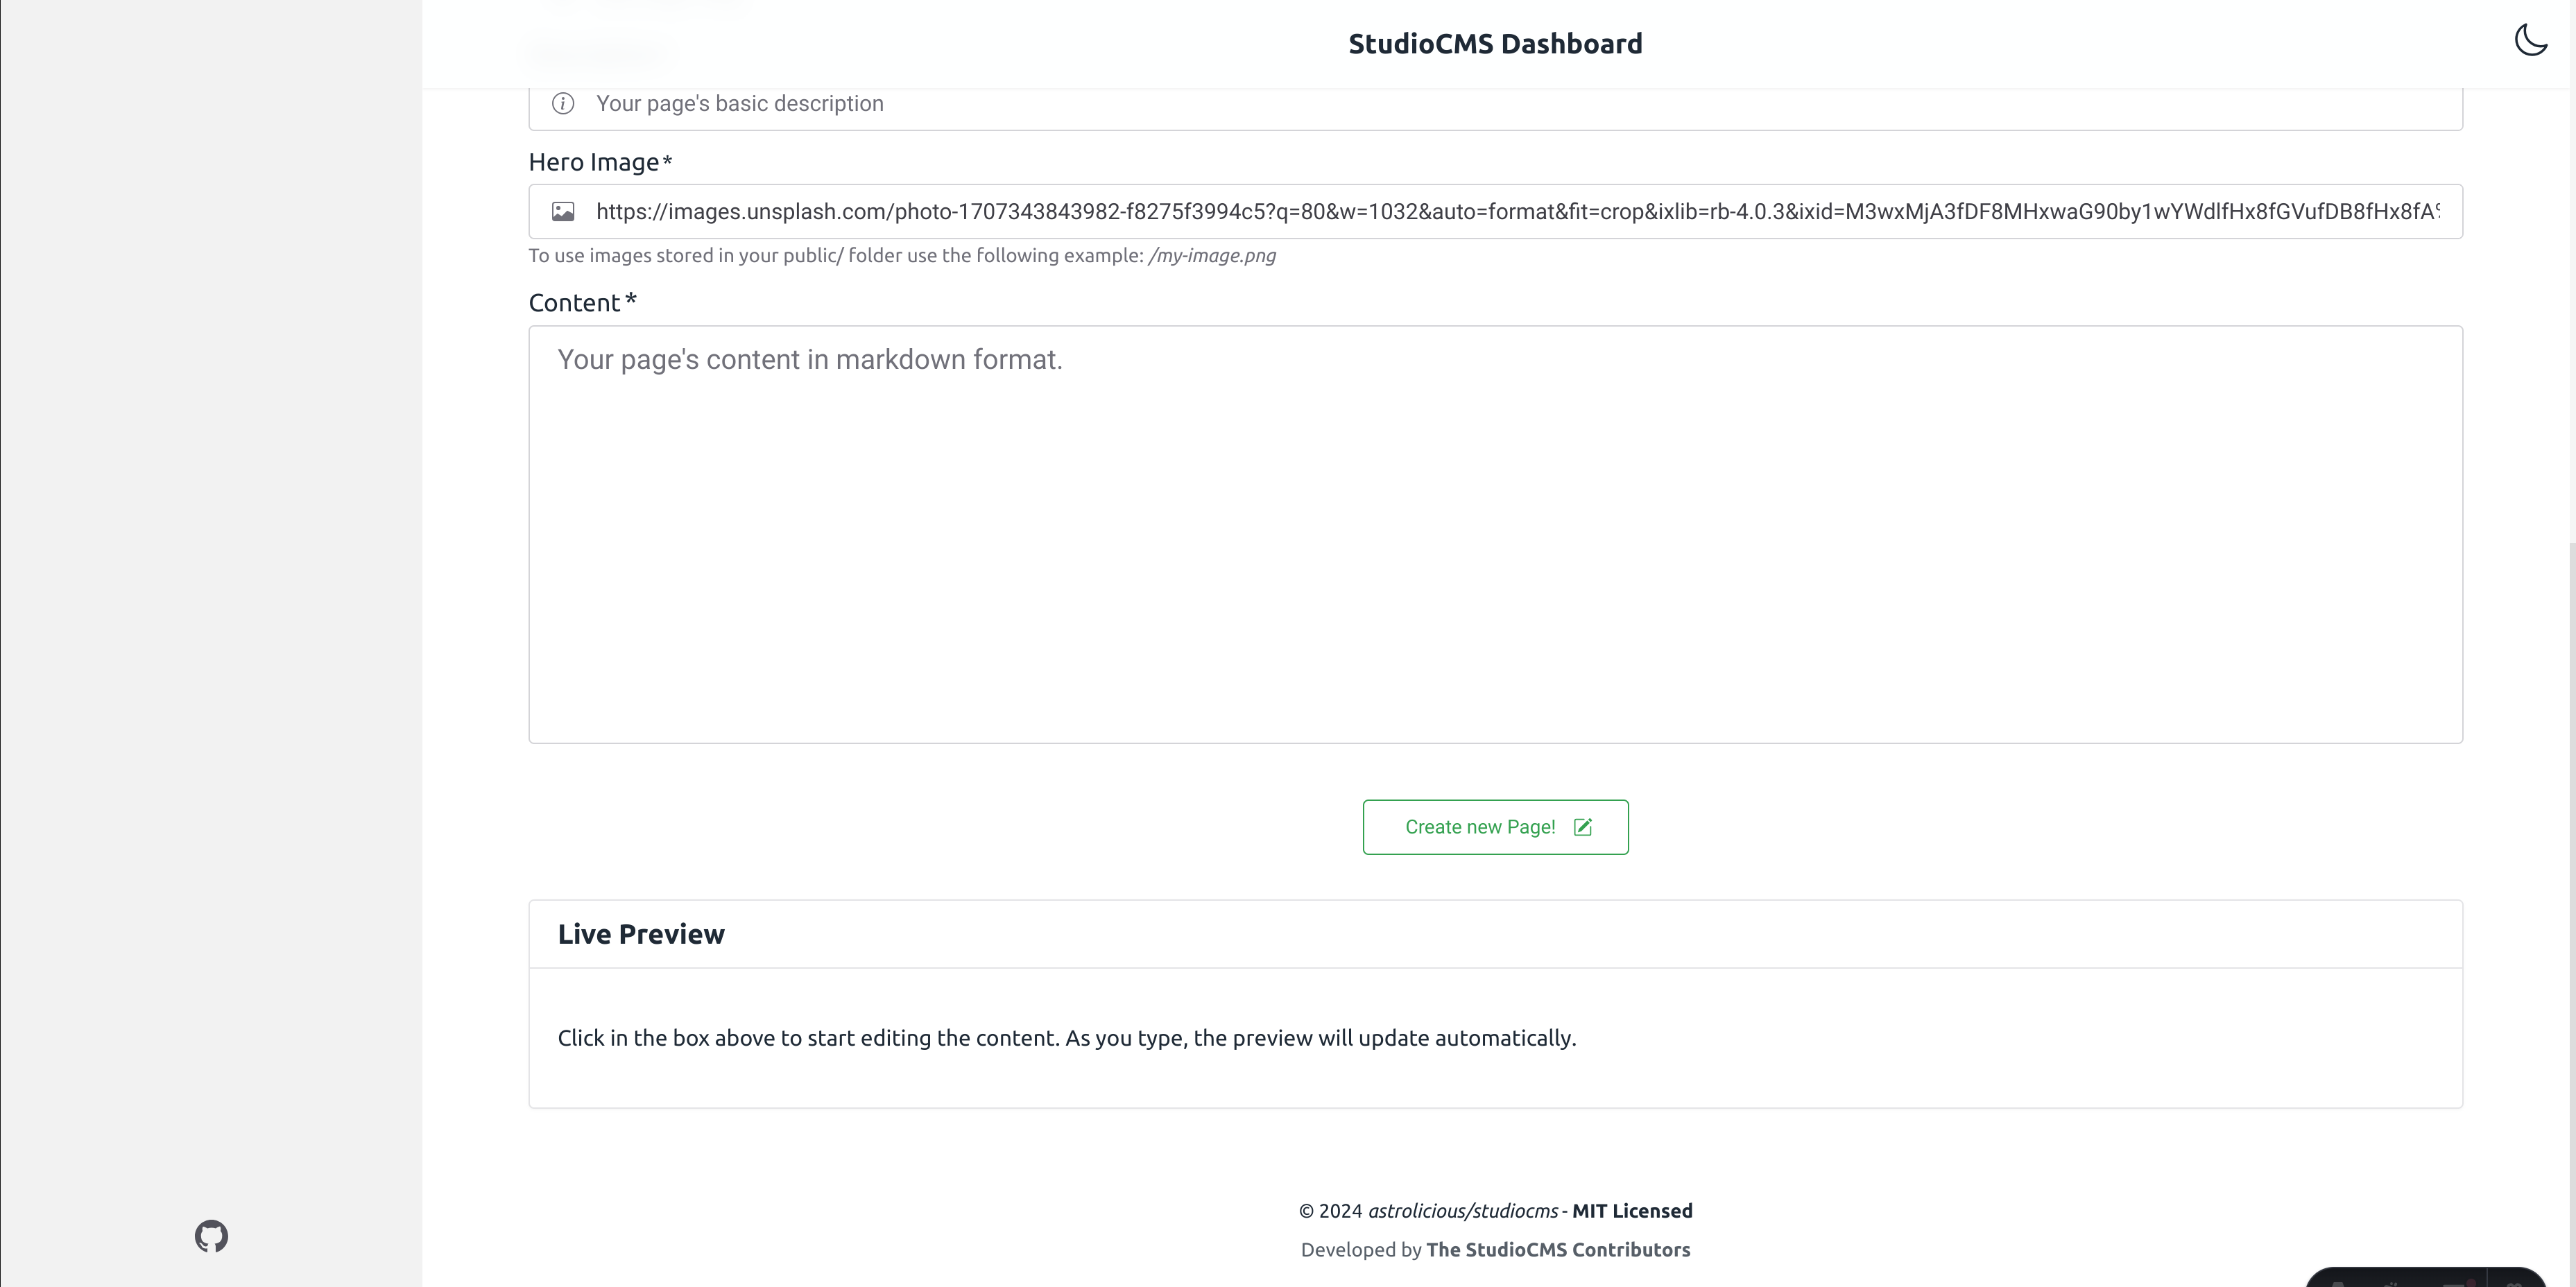 StudioCMS Dashboard
Your page's basic description
Hero Image*
https://images.unsplash.com/photo-1707343843982-f8275f3994c5?q=80&w=1032&auto=format&fit=crop&ixlib=rb-4.0.3&ixid=M3wxMjA3fDF8MHxwaG90by1wYWdlfHx8fGVufDB8fHx8fA%
To use images stored in your public/ folder use the following example: /my-image.png
Content*
Your page's content in markdown format.
Create new Page!
Live Preview
Click in the box above to start editing the content. As you type, the preview will update automatically.
© 2024 astrolicious/studiocms - MIT Licensed
Developed by The StudioCMS Contributors